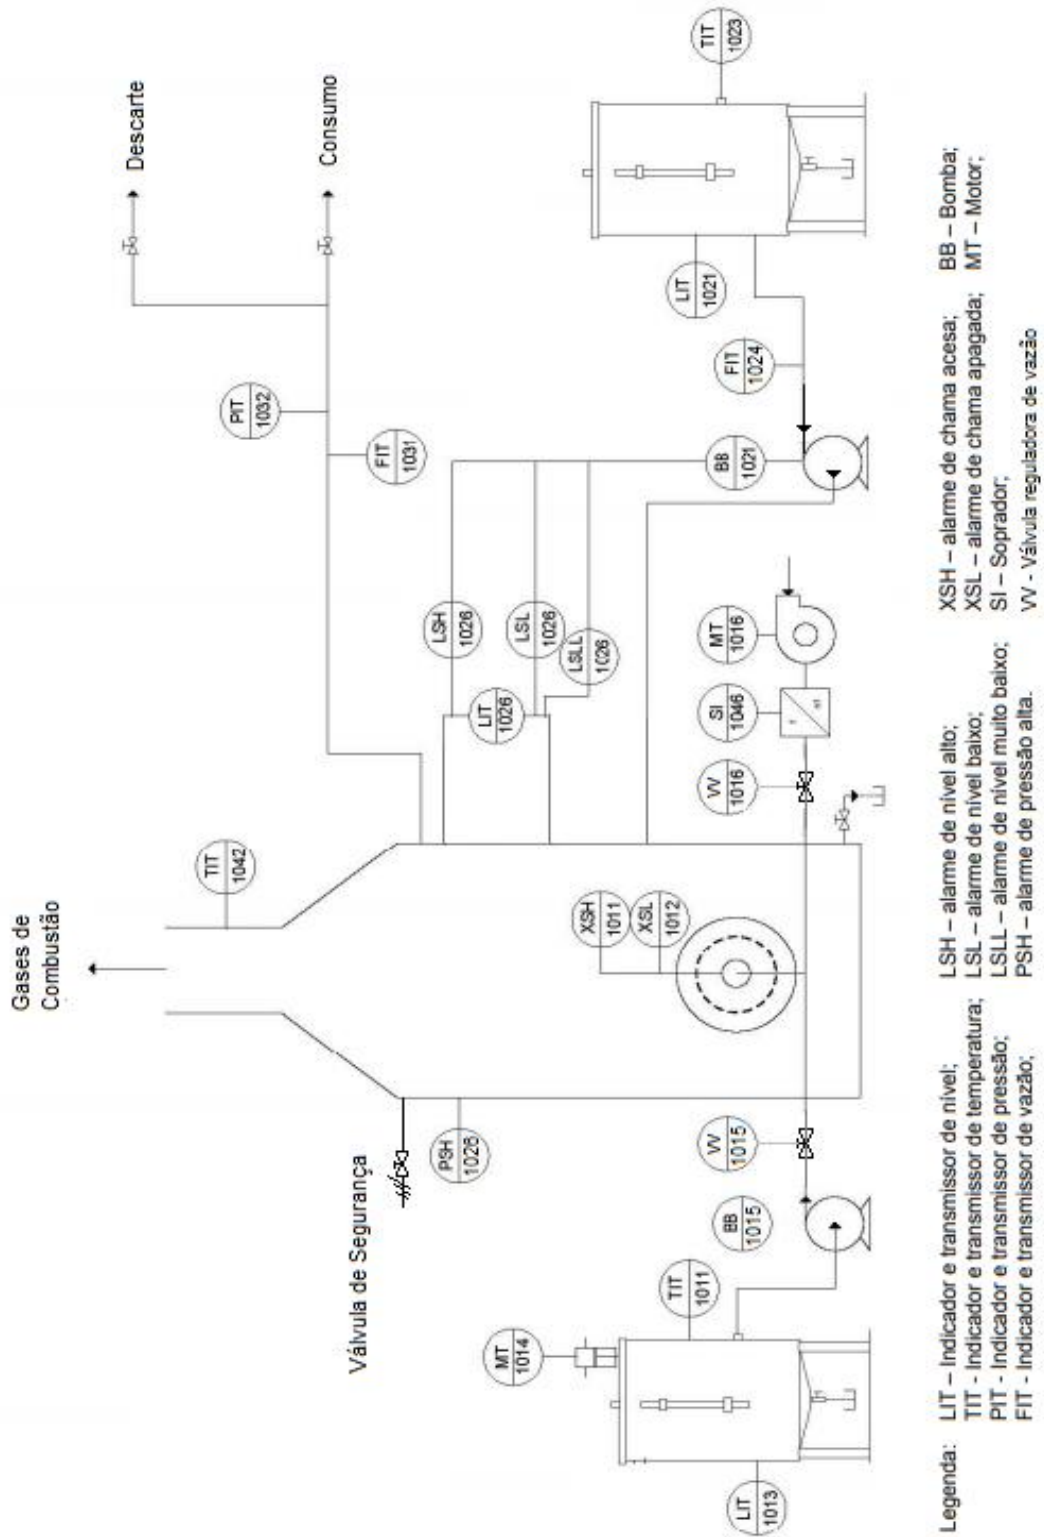 Gases de
Combustão
TIT
1042
Descarte
Consumo
PIT
1032
FIT
1031
TIT
1023
LIT
1021
FIT
1024
BB
1021
LSH
1026
LSL
1026
LSLL
1026
LIT
1026
MT
1016
SI
1046
VV
1016
XSH
1011
XSL
1012
Válvula de Segurança
PSH
1026
VV
1015
BB
1015
TIT
1011
MT
1014
LIT
1013
Legenda:
LIT – Indicador e transmissor de nível;
TIT - Indicador e transmissor de temperatura;
PIT - Indicador e transmissor de pressão;
FIT - Indicador e transmissor de vazão;
LSH – alarme de nível alto;
LSL – alarme de nível baixo;
LSLL – alarme de nível muito baixo;
PSH – alarme de pressão alta.
XSH – alarme de chama acesa;
XSL – alarme de chama apagada;
SI – Soprador;
VV - Válvula reguladora de vazão
BB – Bomba;
MT – Motor;